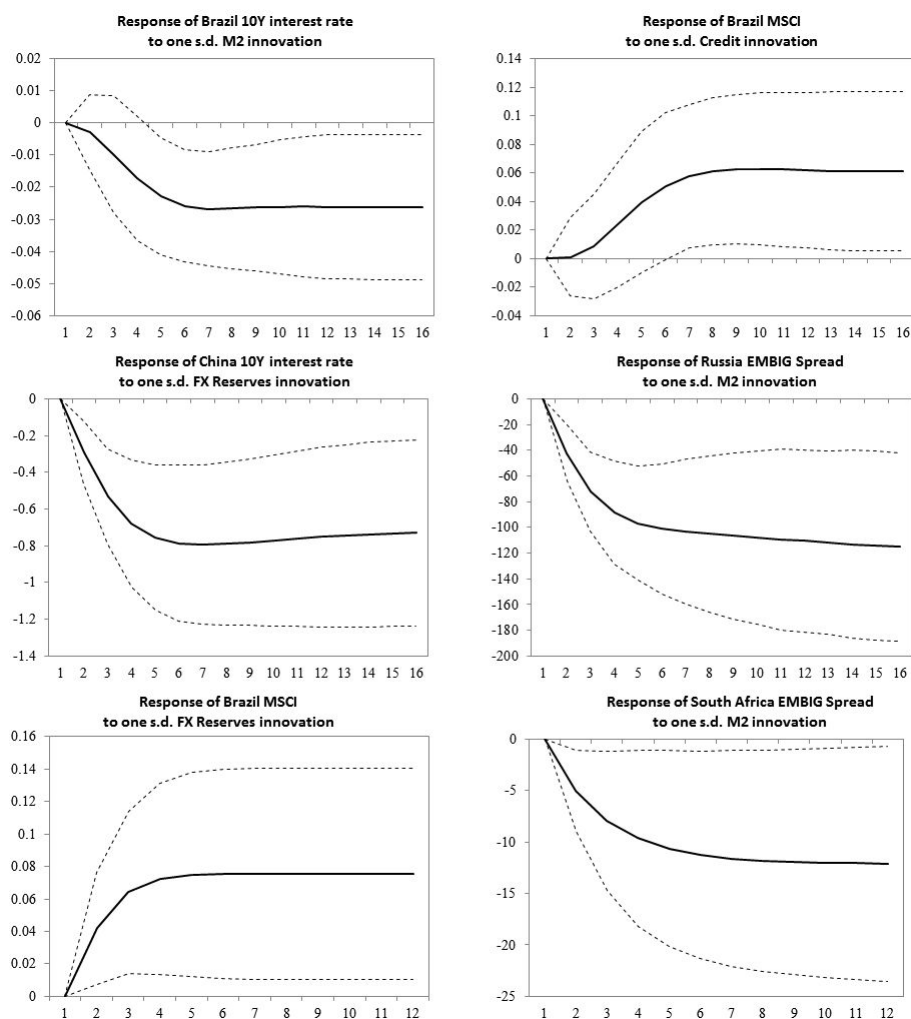 Response of Brazil 10Y interest rate
to one s.d. M2 innovation
0.02
0.01
0
-0.01
-0.02
-0.03
-0.04
-0.05
-0.06
1 2 3 4 5 6 7 8 9 10 11 12 13 14 15 16
Response of Brazil MSCI
to one s.d. Credit innovation
0.14
0.12
0.10
0.08
0.06
0.04
0.02
0
-0.02
-0.04
1 2 3 4 5 6 7 8 9 10 11 12 13 14 15 16
Response of China 10Y interest rate
to one s.d. FX Reserves innovation
0
-0.2
-0.4
-0.6
-0.8
-1
-1.2
-1.4
1 2 3 4 5 6 7 8 9 10 11 12 13 14 15 16
Response of Russia EMBIG Spread
to one s.d. M2 innovation
0
-20
-40
-60
-80
-100
-120
-140
-160
-180
-200
1 2 3 4 5 6 7 8 9 10 11 12 13 14 15 16
Response of Brazil MSCI
to one s.d. FX Reserves innovation
0.16
0.14
0.12
0.1
0.08
0.06
0.04
0.02
0
1 2 3 4 5 6 7 8 9 10 11 12
Response of South Africa EMBIG Spread
to one s.d. M2 innovation
0
-5
-10
-15
-20
-25
1 2 3 4 5 6 7 8 9 10 11 12